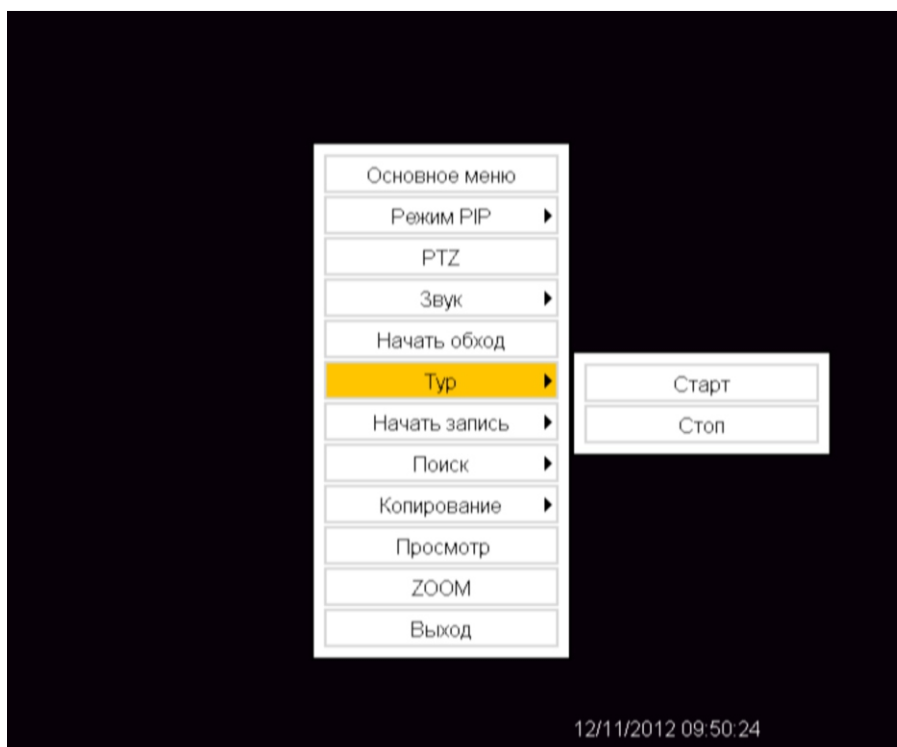 Основное меню
Режим PIP
PTZ
Звук
Начать обход
Тур
Старт
Начать запись
Стоп
Поиск
Копирование
Просмотр
ZOOM
Выход
12/11/2012 09:50:24